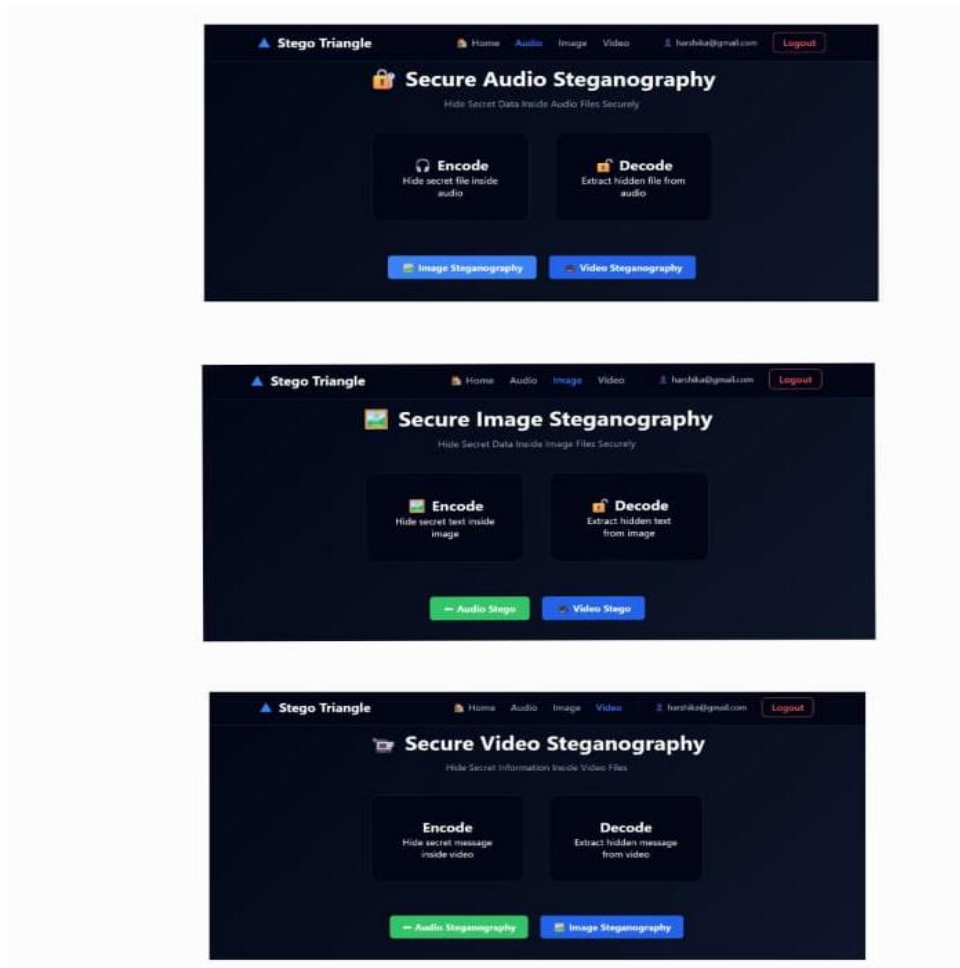 Stego Triangle Home Audio Image Video harshika@gmail.com Logout
Secure Audio Steganography
Hide Secret Data Inside Audio Files Securely
Encode
Hide secret file inside
audio
Decode
Extract hidden file from
audio
Image Steganography Video Steganography
Stego Triangle Home Audio Image Video harshika@gmail.com Logout
Secure Image Steganography
Hide Secret Data Inside Image Files Securely
Encode
Hide secret text inside
image
Decode
Extract hidden text
from image
Audio Stego Video Stego
Stego Triangle Home Audio Image Video harshika@gmail.com Logout
Secure Video Steganography
Hide Secret Information Inside Video Files
Encode
Hide secret message
inside video
Decode
Extract hidden message
from video
Audio Steganography Image Steganography